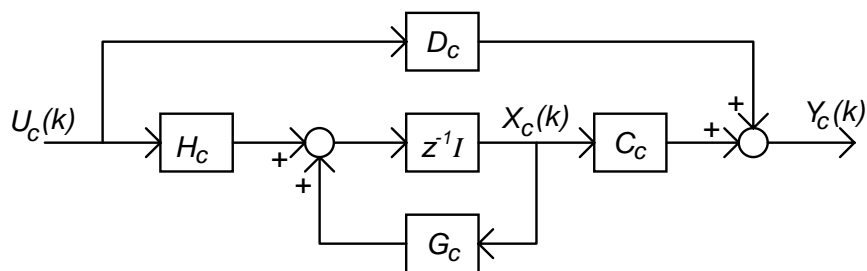 D_c
+
U_c(k)
H_c
+
+
z^{-1}I
X_c(k)
C_c
+
Y_c(k)
G_c